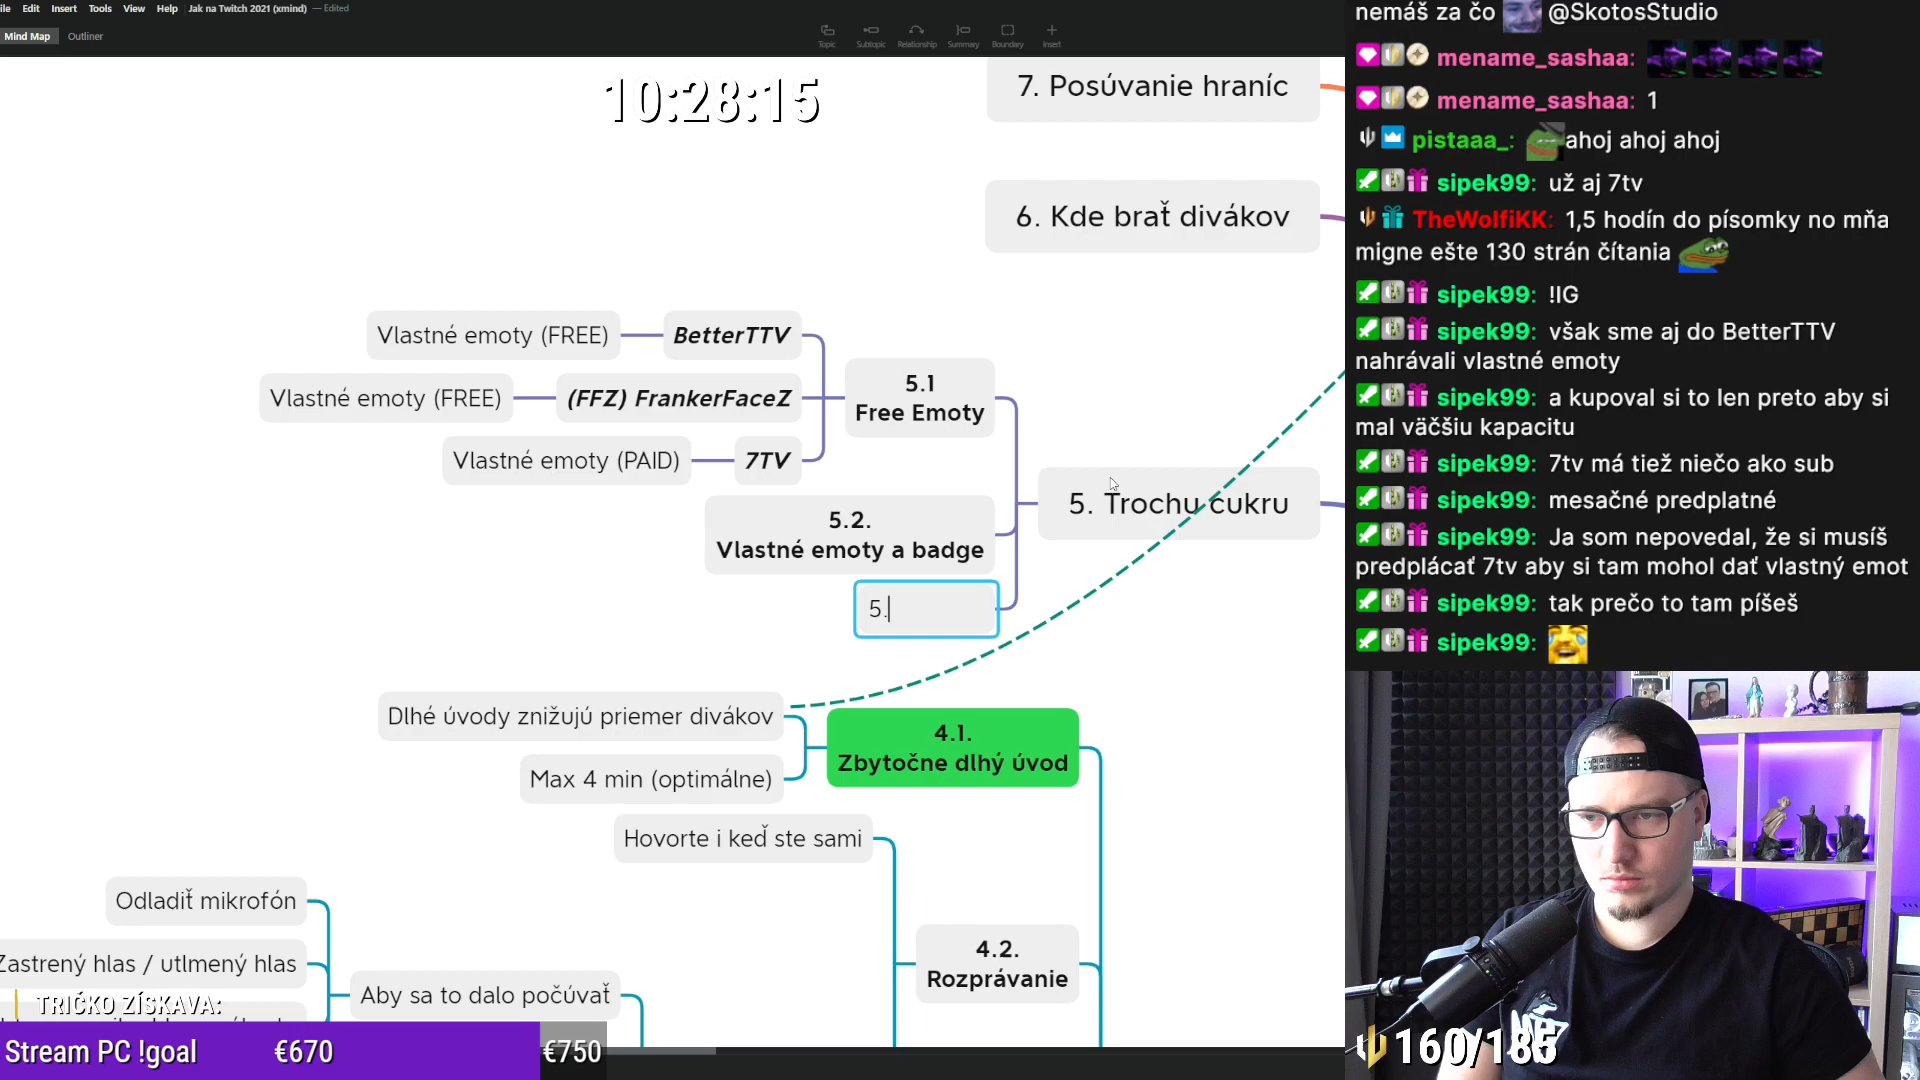 Edit Insert Tools View Help Jak na Twitch 2021 (xmind) — Edited
Mind Map Outliner
Topic Subtopic Relationship Summary Boundary Insert
10:28:15
7. Posúvanie hraníc
6. Kde brať divákov
Vlastné emoty (FREE) BetterTTV
Vlastné emoty (FREE) (FFZ) FrankerFaceZ
Vlastné emoty (PAID) 7TV
5.1
Free Emoty
5. Trochu cukru
5.2.
Vlastné emoty a badge
5.
Dlhé úvody znižujú priemer divákov
Max 4 min (optimálne)
4.1.
Zbytočne dlhý úvod
Hovorte i keď ste sami
4.2.
Rozprávanie
Odladiť mikrofón
Zastrený hlas / utlmený hlas
Aby sa to dalo počúvať
TRIČKO ZÍSKAVA:
Stream PC !goal €670 €750
nemáš za čo @SkotosStudio
mename_sashaa:
mename_sashaa: 1
pistaaa_: ahoj ahoj ahoj
sipek99: už aj 7tv
TheWolfiKK: 1,5 hodín do písomky no mňa
migne ešte 130 strán čítania
sipek99: !IG
sipek99: však sme aj do BetterTTV
nahrávali vlastné emoty
sipek99: a kupoval si to len preto aby si
mal väčšiu kapacitu
sipek99: 7tv má tiež niečo ako sub
sipek99: mesačné predplatné
sipek99: Ja som nepovedal, že si musíš
predplácať 7tv aby si tam mohol dať vlastný emot
sipek99: tak prečo to tam píšeš
sipek99:
160/185